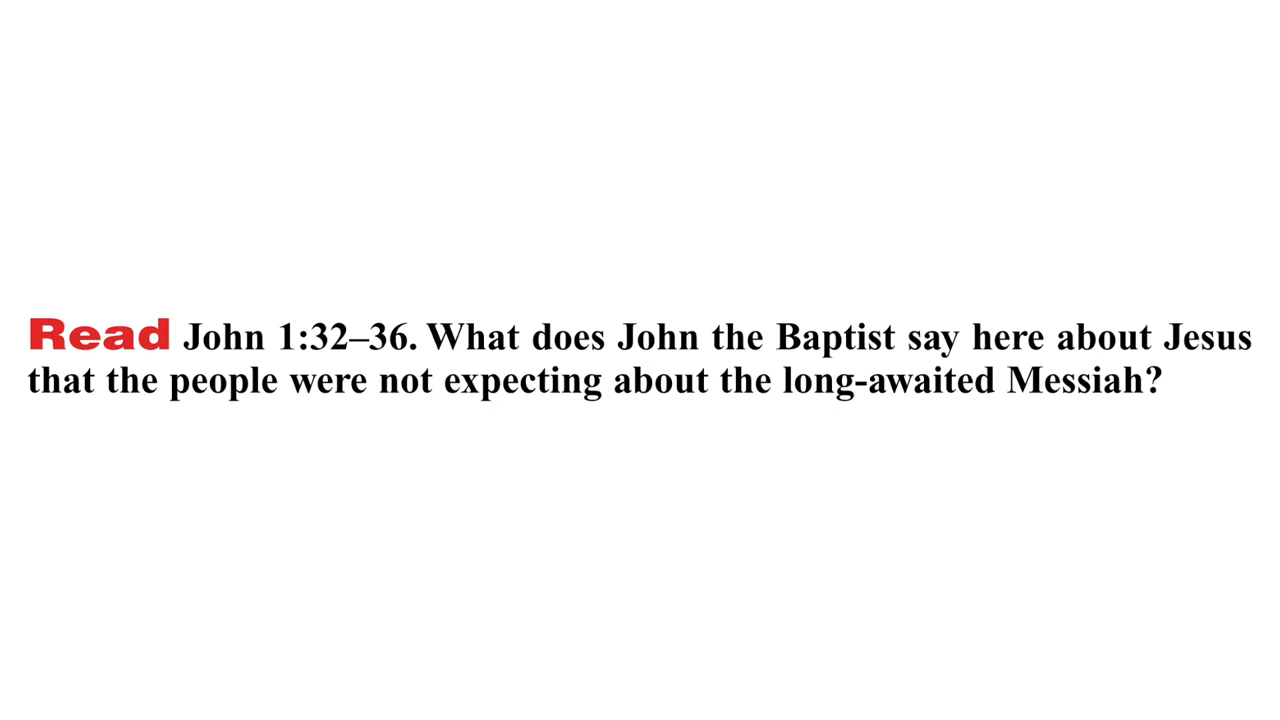 Read John 1:32–36. What does John the Baptist say here about Jesus
that the people were not expecting about the long-awaited Messiah?